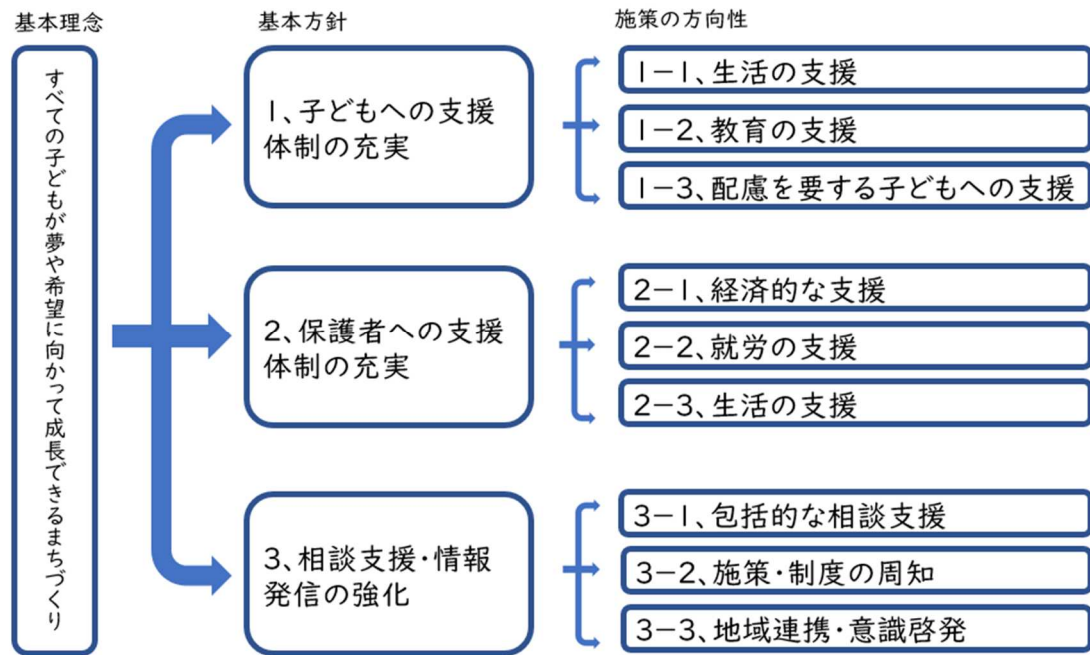 基本理念
基本方針
施策の方向性
すべての子どもが夢や希望に向かって成長できるまちづくり
1、子どもへの支援
体制の充実
1-1、生活の支援
1-2、教育の支援
1-3、配慮を要する子どもへの支援
2、保護者への支援
体制の充実
2-1、経済的な支援
2-2、就労の支援
2-3、生活の支援
3、相談支援・情報
発信の強化
3-1、包括的な相談支援
3-2、施策・制度の周知
3-3、地域連携・意識啓発